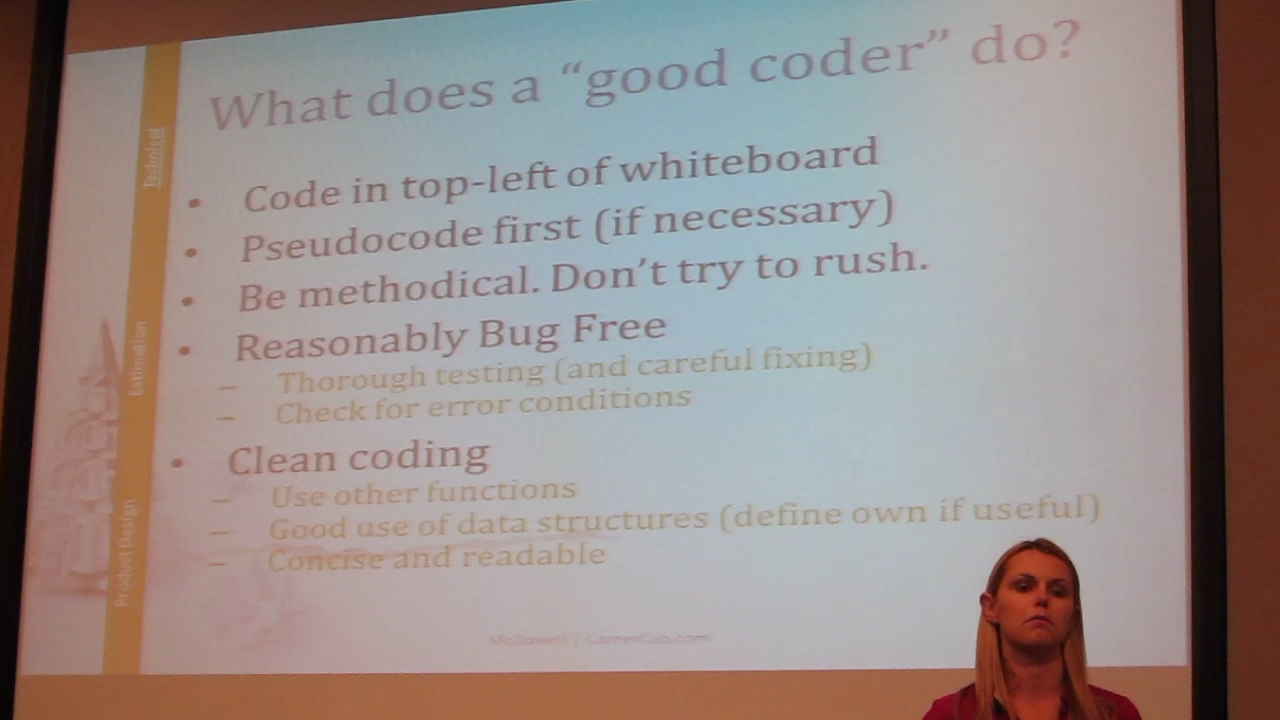 What does a “good coder” do?
• Code in top-left of whiteboard
• Pseudocode first (if necessary)
• Be methodical. Don’t try to rush.
• Reasonably Bug Free
– Thorough testing (and careful fixing)
– Check for error conditions
• Clean coding
– Use other functions
– Good use of data structures (define own if useful)
– Concise and readable
McDowell | CareerCup.com
Technical
Estimation
Product Design